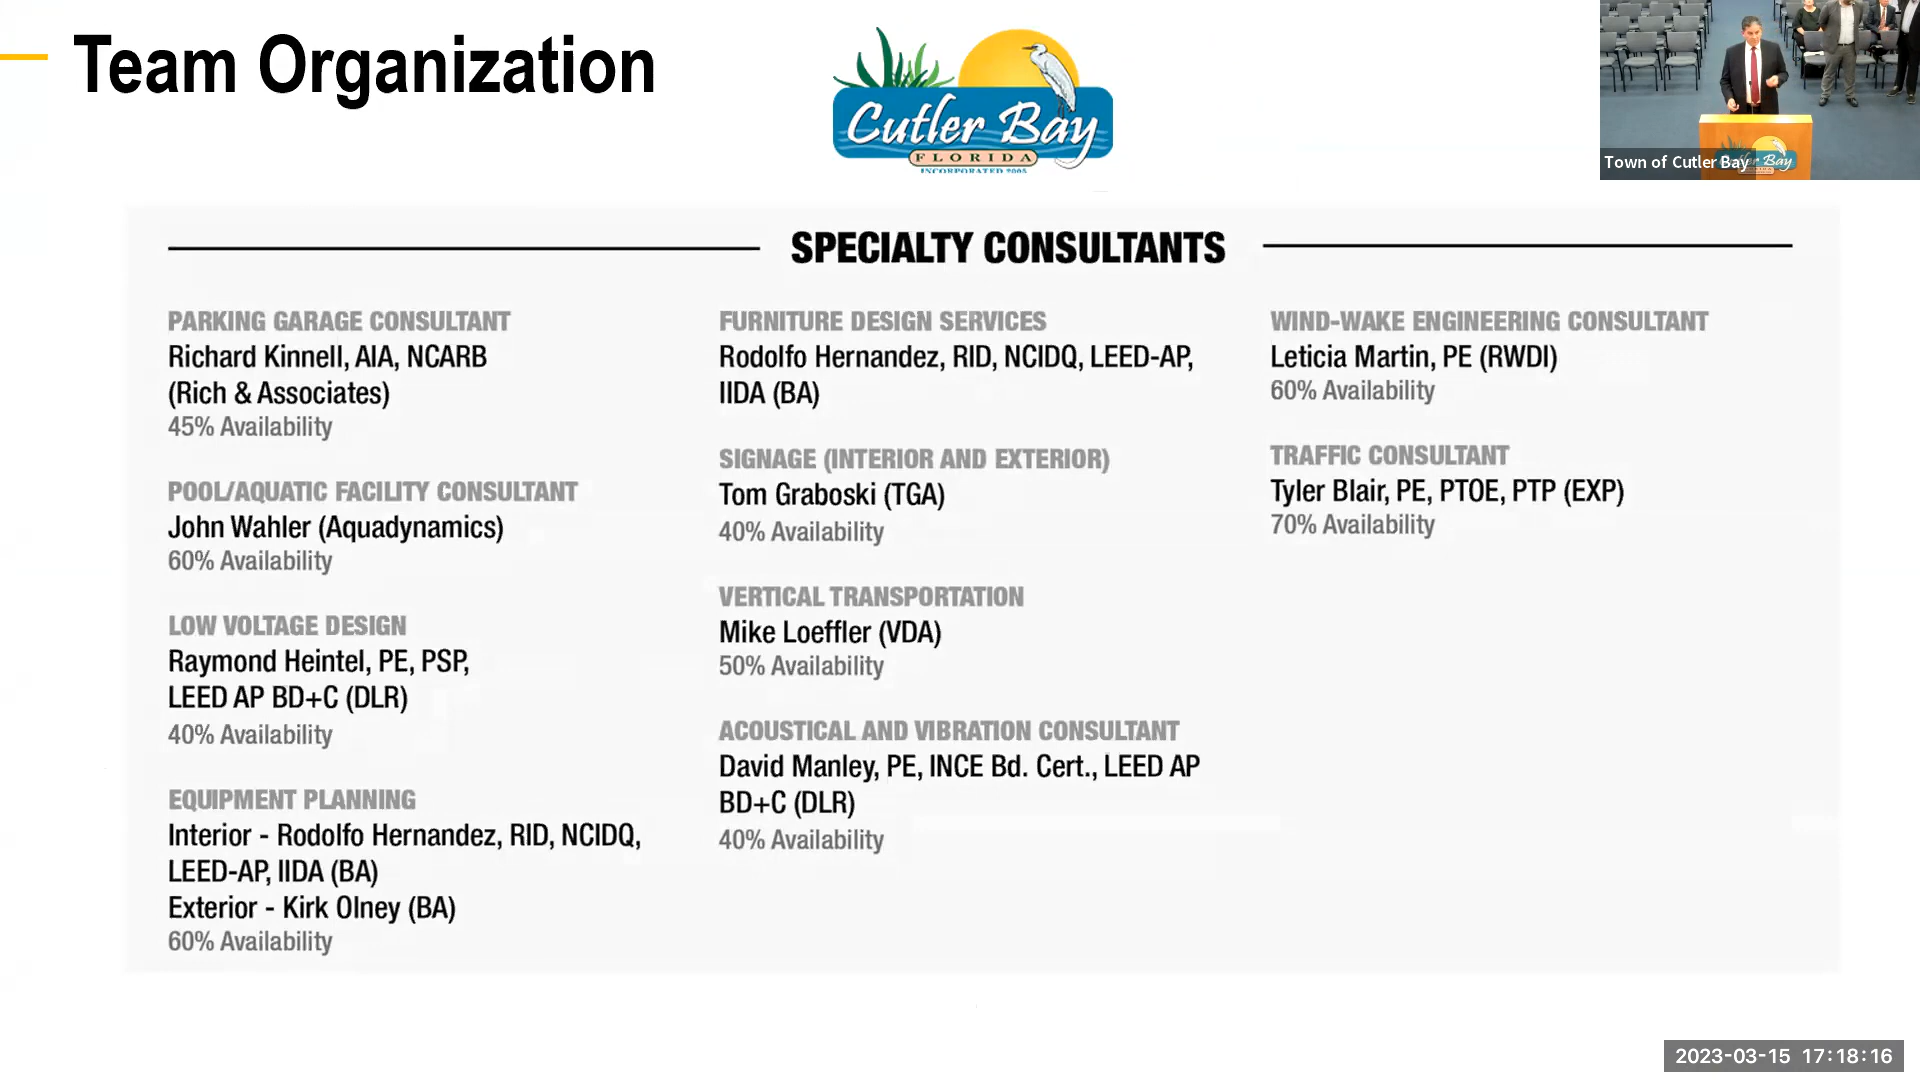 Team Organization
Cutler Bay
FLORIDA
INCORPORATED 2005
Town of Cutler Bay
SPECIALTY CONSULTANTS
PARKING GARAGE CONSULTANT
Richard Kinnell, AIA, NCARB
(Rich & Associates)
45% Availability
POOL/AQUATIC FACILITY CONSULTANT
John Wahler (Aquadynamics)
60% Availability
LOW VOLTAGE DESIGN
Raymond Heintel, PE, PSP,
LEED AP BD+C (DLR)
40% Availability
EQUIPMENT PLANNING
Interior - Rodolfo Hernandez, RID, NCIDQ,
LEED-AP, IIDA (BA)
Exterior - Kirk Olney (BA)
60% Availability
FURNITURE DESIGN SERVICES
Rodolfo Hernandez, RID, NCIDQ, LEED-AP,
IIDA (BA)
SIGNAGE (INTERIOR AND EXTERIOR)
Tom Graboski (TGA)
40% Availability
VERTICAL TRANSPORTATION
Mike Loeffler (VDA)
50% Availability
ACOUSTICAL AND VIBRATION CONSULTANT
David Manley, PE, INCE Bd. Cert., LEED AP
BD+C (DLR)
40% Availability
WIND-WAKE ENGINEERING CONSULTANT
Leticia Martin, PE (RWDI)
60% Availability
TRAFFIC CONSULTANT
Tyler Blair, PE, PTOE, PTP (EXP)
70% Availability
2023-03-15 17:18:16